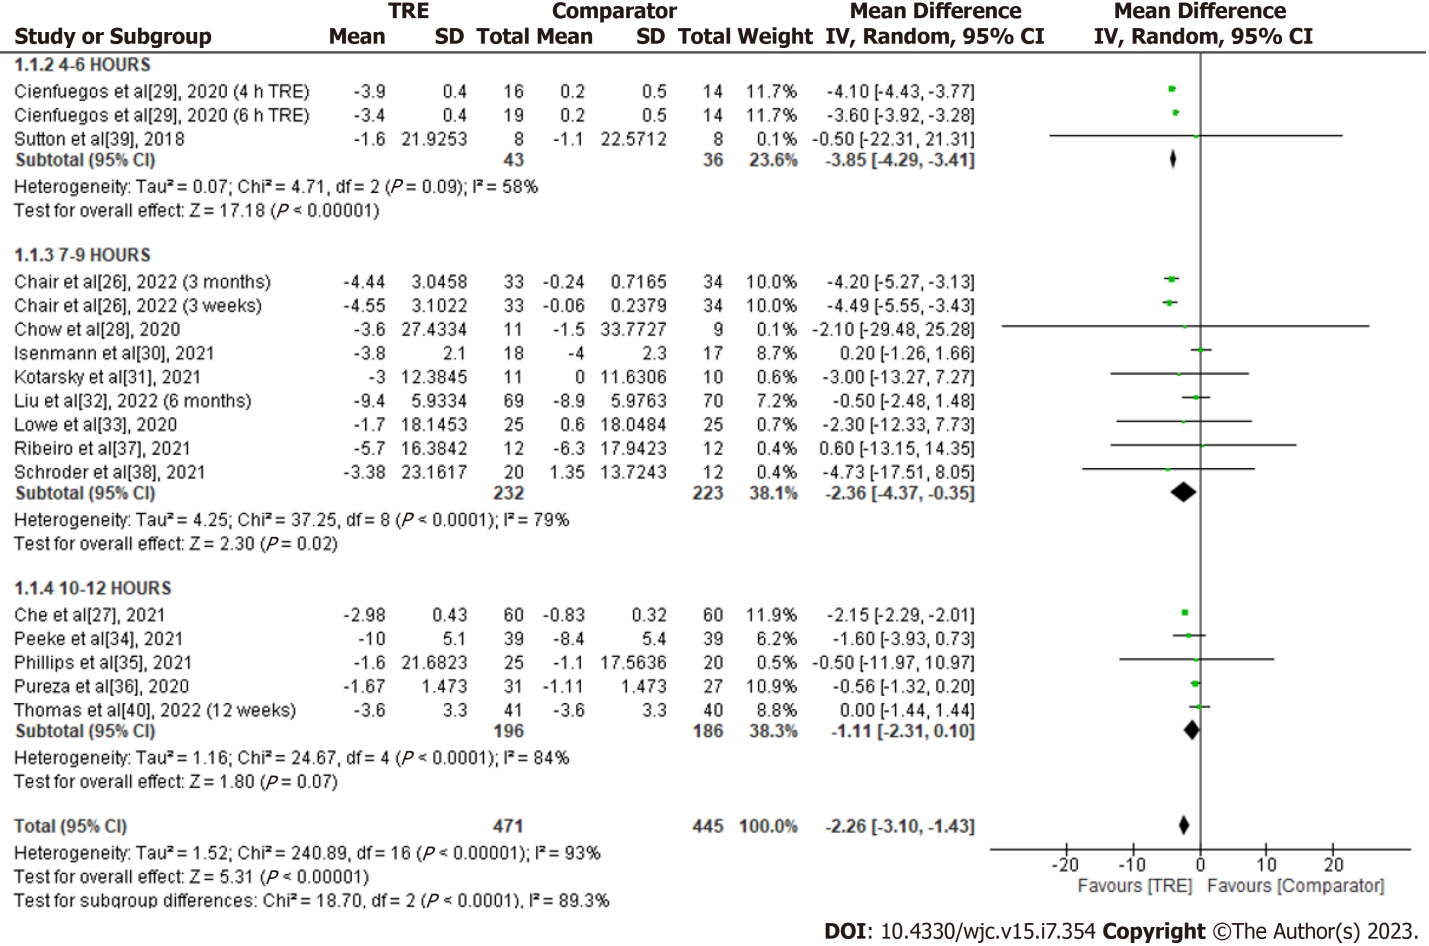 TRE Comparator Mean Difference Mean Difference
Study or Subgroup Mean SD Total Mean SD Total Weight IV, Random, 95% CI IV, Random, 95% CI
1.1.2 4-6 HOURS
Cienfuegos et al[29], 2020 (4 h TRE) -3.9 0.4 16 0.2 0.5 14 11.7% -4.10 [-4.43, -3.77]
Cienfuegos et al[29], 2020 (6 h TRE) -3.4 0.4 19 0.2 0.5 14 11.7% -3.60 [-3.92, -3.28]
Sutton et al[39], 2018 -1.6 21.9253 8 -1.1 22.5712 8 0.1% -0.50 [-22.31, 21.31]
Subtotal (95% CI) 43 36 23.6% -3.85 [-4.29, -3.41]
Heterogeneity: Tau² = 0.07; Chi² = 4.71, df = 2 (P = 0.09); I² = 58%
Test for overall effect: Z = 17.18 (P < 0.00001)
1.1.3 7-9 HOURS
Chair et al[26], 2022 (3 months) -4.44 3.0458 33 -0.24 0.7165 34 10.0% -4.20 [-5.27, -3.13]
Chair et al[26], 2022 (3 weeks) -4.55 3.1022 33 -0.06 0.2379 34 10.0% -4.49 [-5.55, -3.43]
Chow et al[28], 2020 -3.6 27.4334 11 -1.5 33.7727 9 0.1% -2.10 [-29.48, 25.28]
Isenmann et al[30], 2021 -3.8 2.1 18 -4 2.3 17 8.7% 0.20 [-1.26, 1.66]
Kotarsky et al[31], 2021 -3 12.3845 11 0 11.6306 10 0.6% -3.00 [-13.27, 7.27]
Liu et al[32], 2022 (6 months) -9.4 5.9334 69 -8.9 5.9763 70 7.2% -0.50 [-2.48, 1.48]
Lowe et al[33], 2020 -1.7 18.1453 25 0.6 18.0484 25 0.7% -2.30 [-12.33, 7.73]
Ribeiro et al[37], 2021 -5.7 16.3842 12 -6.3 17.9423 12 0.4% 0.60 [-13.15, 14.35]
Schroder et al[38], 2021 -3.38 23.1617 20 1.35 13.7243 12 0.4% -4.73 [-17.51, 8.05]
Subtotal (95% CI) 232 223 38.1% -2.36 [-4.37, -0.35]
Heterogeneity: Tau² = 4.25; Chi² = 37.25, df = 8 (P < 0.0001); I² = 79%
Test for overall effect: Z = 2.30 (P = 0.02)
1.1.4 10-12 HOURS
Che et al[27], 2021 -2.98 0.43 60 -0.83 0.32 60 11.9% -2.15 [-2.29, -2.01]
Peeke et al[34], 2021 -10 5.1 39 -8.4 5.4 39 6.2% -1.60 [-3.93, 0.73]
Phillips et al[35], 2021 -1.6 21.6823 25 -1.1 17.5636 20 0.5% -0.50 [-11.97, 10.97]
Pureza et al[36], 2020 -1.67 1.473 31 -1.11 1.473 27 10.9% -0.56 [-1.32, 0.20]
Thomas et al[40], 2022 (12 weeks) -3.6 3.3 41 -3.6 3.3 40 8.8% 0.00 [-1.44, 1.44]
Subtotal (95% CI) 196 186 38.3% -1.11 [-2.31, 0.10]
Heterogeneity: Tau² = 1.16; Chi² = 24.67, df = 4 (P < 0.0001); I² = 84%
Test for overall effect: Z = 1.80 (P = 0.07)
Total (95% CI) 471 445 100.0% -2.26 [-3.10, -1.43]
Heterogeneity: Tau² = 1.52; Chi² = 240.89, df = 16 (P < 0.00001); I² = 93%
Test for overall effect: Z = 5.31 (P < 0.00001)
Test for subgroup differences: Chi² = 18.70, df = 2 (P < 0.0001), I² = 89.3%
-20 -10 0 10 20
Favours [TRE] Favours [Comparator]
DOI: 10.4330/wjc.v15.i7.354 Copyright ©The Author(s) 2023.